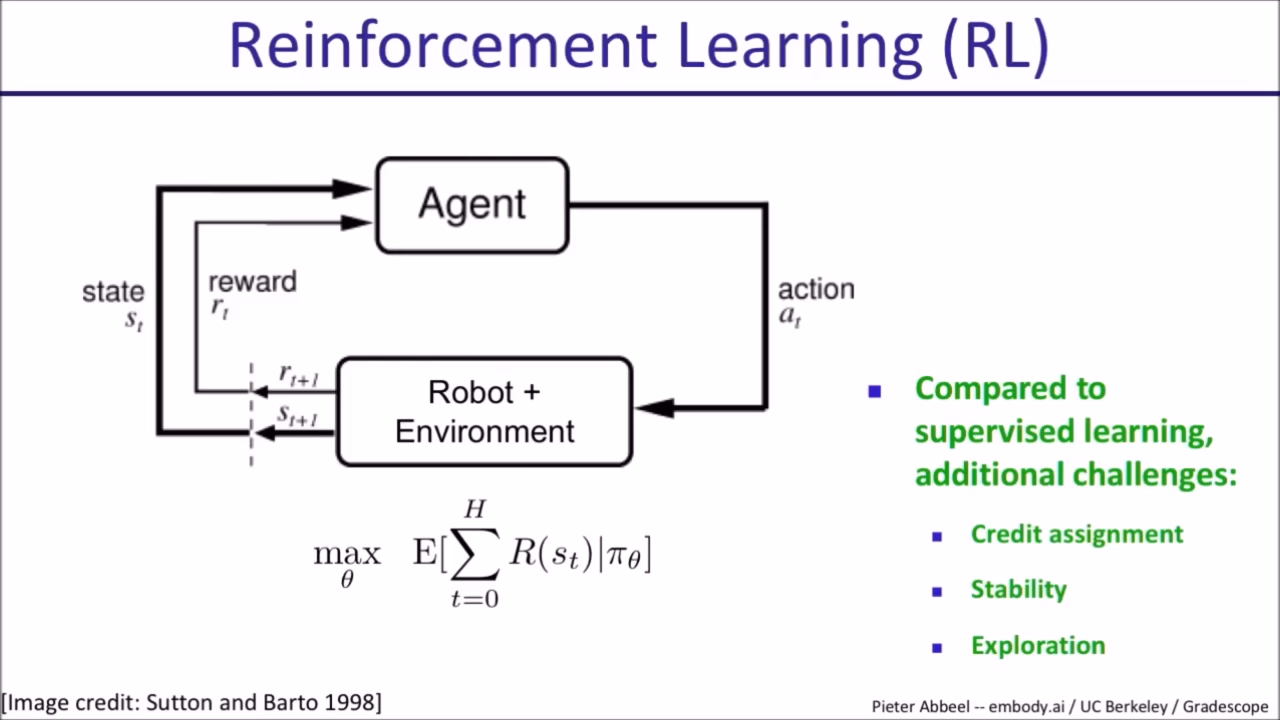 Reinforcement Learning (RL)
Agent
state
s_t
reward
r_t
action
a_t
r_{t+1}
s_{t+1}
Robot +
Environment
max_θ E[∑_{t=0}^{H} R(s_t)|π_θ]
▪ Compared to
supervised learning,
additional challenges:
▪ Credit assignment
▪ Stability
▪ Exploration
[Image credit: Sutton and Barto 1998]
Pieter Abbeel -- embody.ai / UC Berkeley / Gradescope